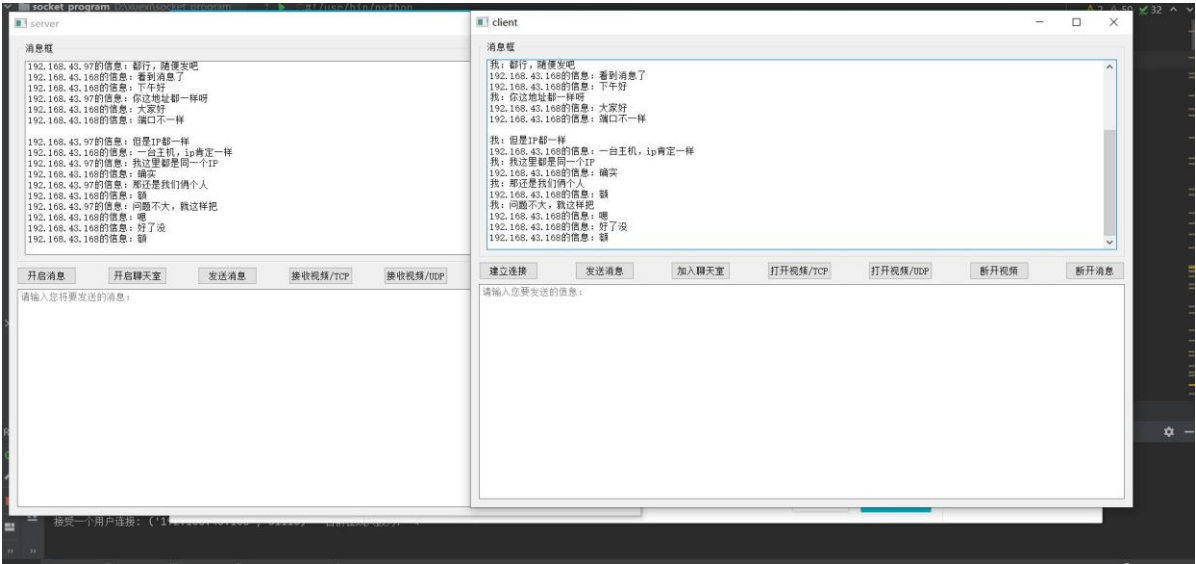 socket program D:\xuexi\socket program
#!/usr/bin/python
2 50 32
server
消息框
192.168.43.97的信息：都行，随便发吧
192.168.43.168的信息：看到消息了
192.168.43.168的信息：下午好
192.168.43.97的信息：你这地址都一样呀
192.168.43.168的信息：大家好
192.168.43.168的信息：端口不一样
192.168.43.97的信息：但是IP都一样
192.168.43.168的信息：一台主机，ip肯定一样
192.168.43.97的信息：我这里都是同一个IP
192.168.43.168的信息：确实
192.168.43.97的信息：那还是我们俩个人
192.168.43.168的信息：额
192.168.43.97的信息：问题不大，就这样把
192.168.43.168的信息：嗯
192.168.43.168的信息：好了没
192.168.43.168的信息：额
开启消息 开启聊天室 发送消息 接收视频/TCP 接收视频/UDP
请输入您将要发送的消息：
client
消息框
我：都行，随便发吧
192.168.43.168的信息：看到消息了
192.168.43.168的信息：下午好
我：你这地址都一样呀
192.168.43.168的信息：大家好
192.168.43.168的信息：端口不一样
我：但是IP都一样
192.168.43.168的信息：一台主机，ip肯定一样
我：我这里都是同一个IP
192.168.43.168的信息：确实
我：那还是我们俩个人
192.168.43.168的信息：额
我：问题不大，就这样把
192.168.43.168的信息：嗯
192.168.43.168的信息：好了没
192.168.43.168的信息：额
建立连接 发送消息 加入聊天室 打开视频/TCP 打开视频/UDP 断开视频 断开消息
请输入您要发送的信息：
接受一个用户连接：